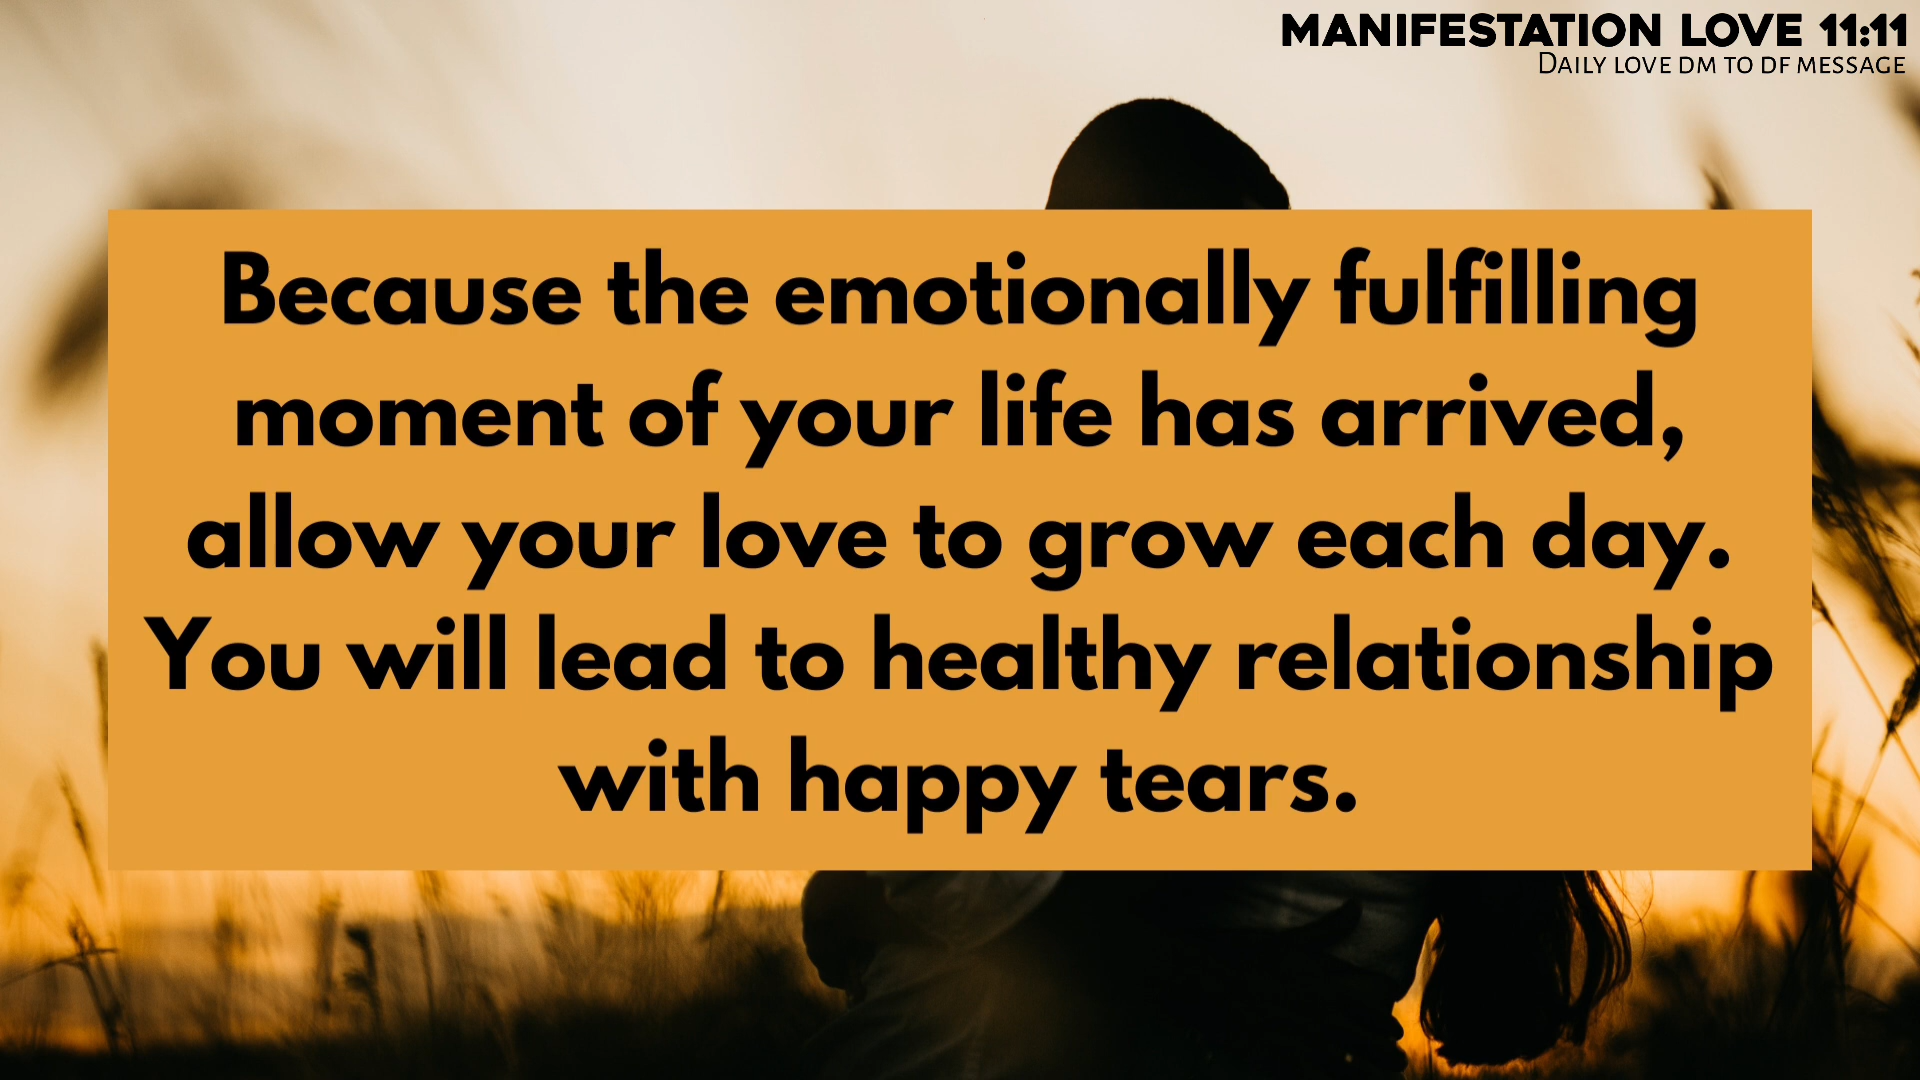 MANIFESTATION LOVE 11:11
DAILY LOVE DM TO DF MESSAGE
Because the emotionally fulfilling
moment of your life has arrived,
allow your love to grow each day.
You will lead to healthy relationship
with happy tears.